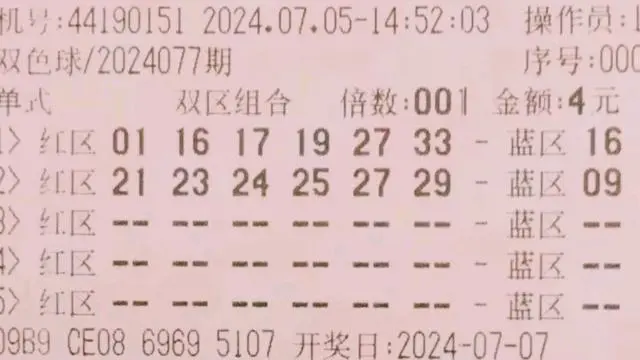 机号:44190151 2024.07.05-14:52:03 操作员:
双色球/2024077期 序号:000
单式 双区组合 倍数:001 金额:4元
1> 红区 01 16 17 19 27 33 - 蓝区 16
2> 红区 21 23 24 25 27 29 - 蓝区 09
3> 红区 -- -- -- -- -- -- - 蓝区 --
4> 红区 -- -- -- -- -- -- - 蓝区 --
5> 红区 -- -- -- -- -- -- - 蓝区 --
09B9 CE08 6969 5107 开奖日:2024-07-07